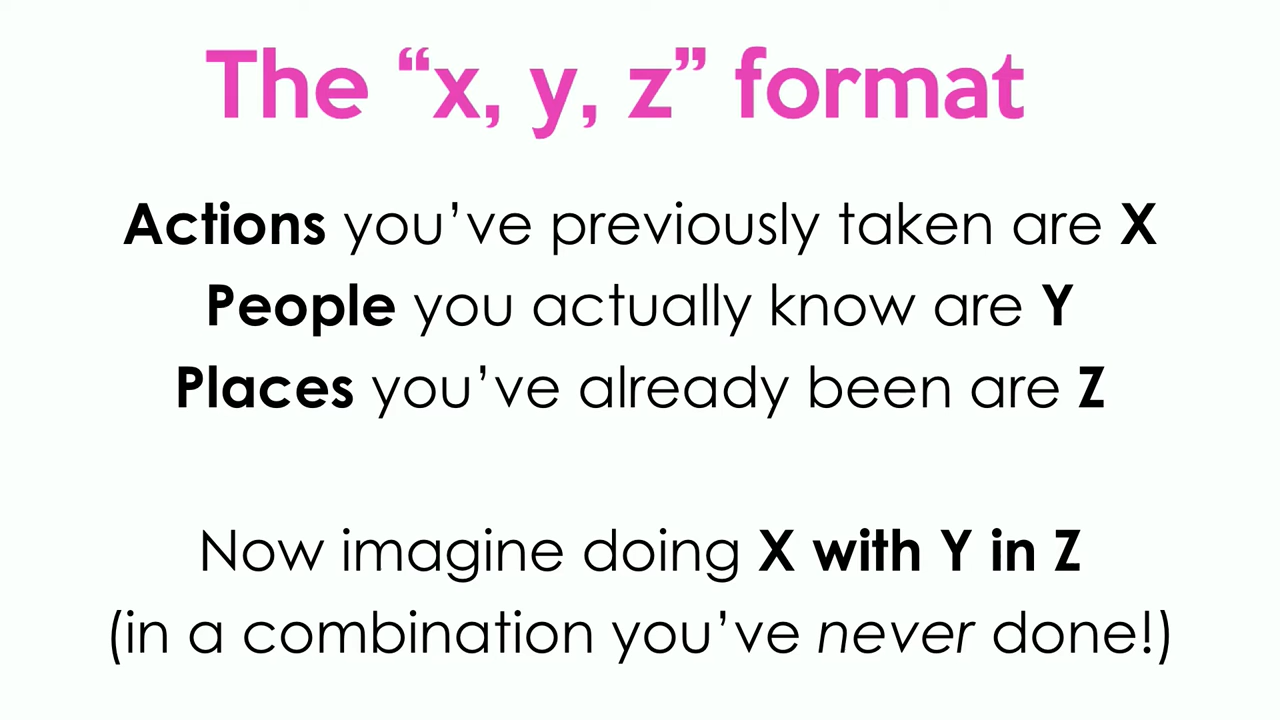 The “x, y, z” format
Actions you’ve previously taken are X
People you actually know are Y
Places you’ve already been are Z
Now imagine doing X with Y in Z
(in a combination you’ve never done!)